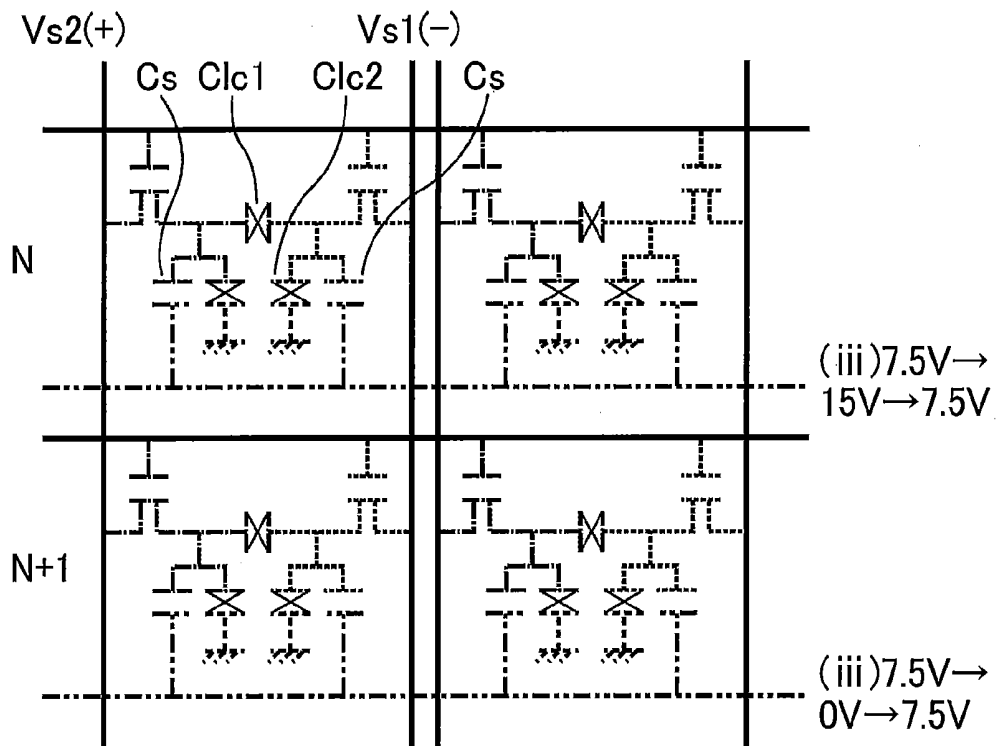 Vs2(+) Vs1(−)
Cs Clc1 Clc2 Cs
N
(iii)7.5V→
15V→7.5V
N+1
(iii)7.5V→
0V→7.5V